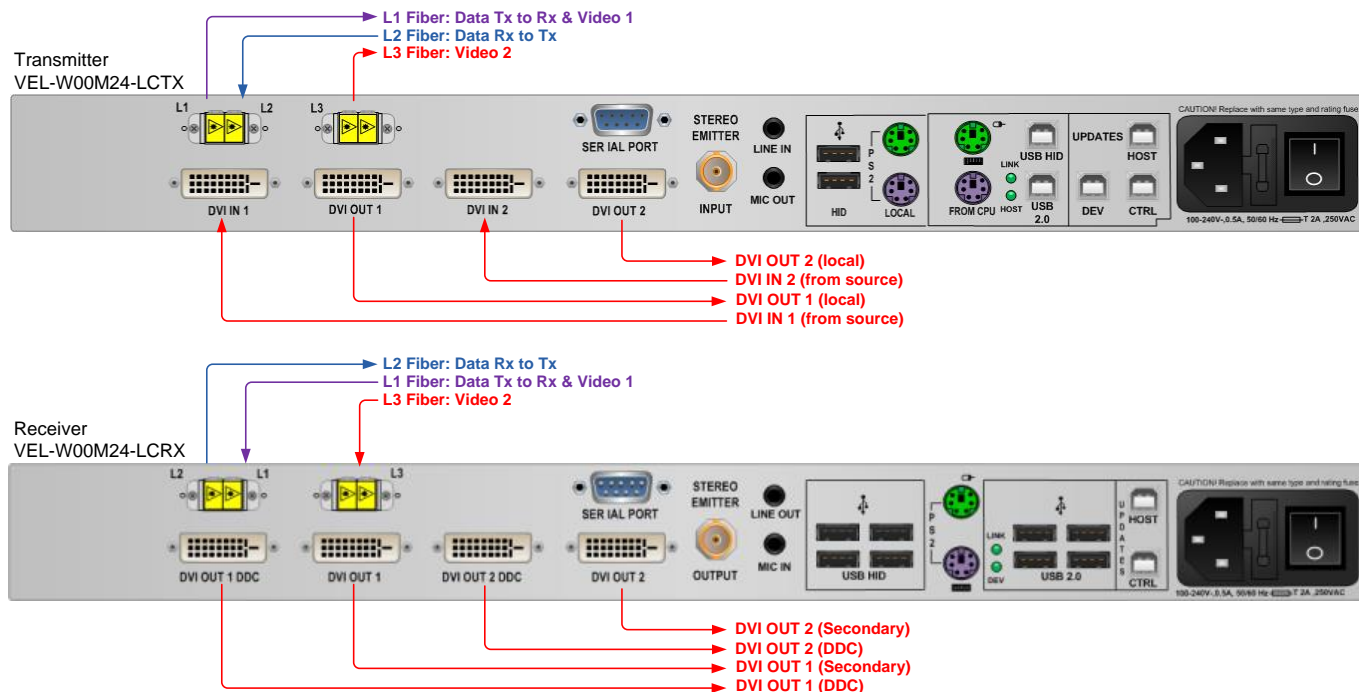 L1 Fiber: Data Tx to Rx & Video 1
L2 Fiber: Data Rx to Tx
L3 Fiber: Video 2
Transmitter
VEL-W00M24-LCTX
L1
L2
L3
SER IAL PORT
STEREO
EMITTER
INPUT
LINE IN
MIC OUT
DVI IN 1
DVI OUT 1
DVI IN 2
DVI OUT 2
P
S
2
HID
LOCAL
FROM CPU
LINK
HOST
USB HID
USB
2.0
UPDATES
HOST
DEV
CTRL
CAUTION! Replace with same type and rating fuse
I
O
100-240V-,0.5A, 50/60 Hz T 2A ,250VAC
DVI OUT 2 (local)
DVI IN 2 (from source)
DVI OUT 1 (local)
DVI IN 1 (from source)
L2 Fiber: Data Rx to Tx
L1 Fiber: Data Tx to Rx & Video 1
L3 Fiber: Video 2
Receiver
VEL-W00M24-LCRX
L2
L1
L3
SER IAL PORT
STEREO
EMITTER
OUTPUT
LINE OUT
MIC IN
DVI OUT 1 DDC
DVI OUT 1
DVI OUT 2 DDC
DVI OUT 2
USB HID
P
S
2
LINK
DEV
USB 2.0
UPDATES
HOST
CTRL
CAUTION! Replace with same type and rating fuse
I
O
100-240V-,0.5A, 50/60 Hz T 2A ,250VAC
DVI OUT 2 (Secondary)
DVI OUT 2 (DDC)
DVI OUT 1 (Secondary)
DVI OUT 1 (DDC)